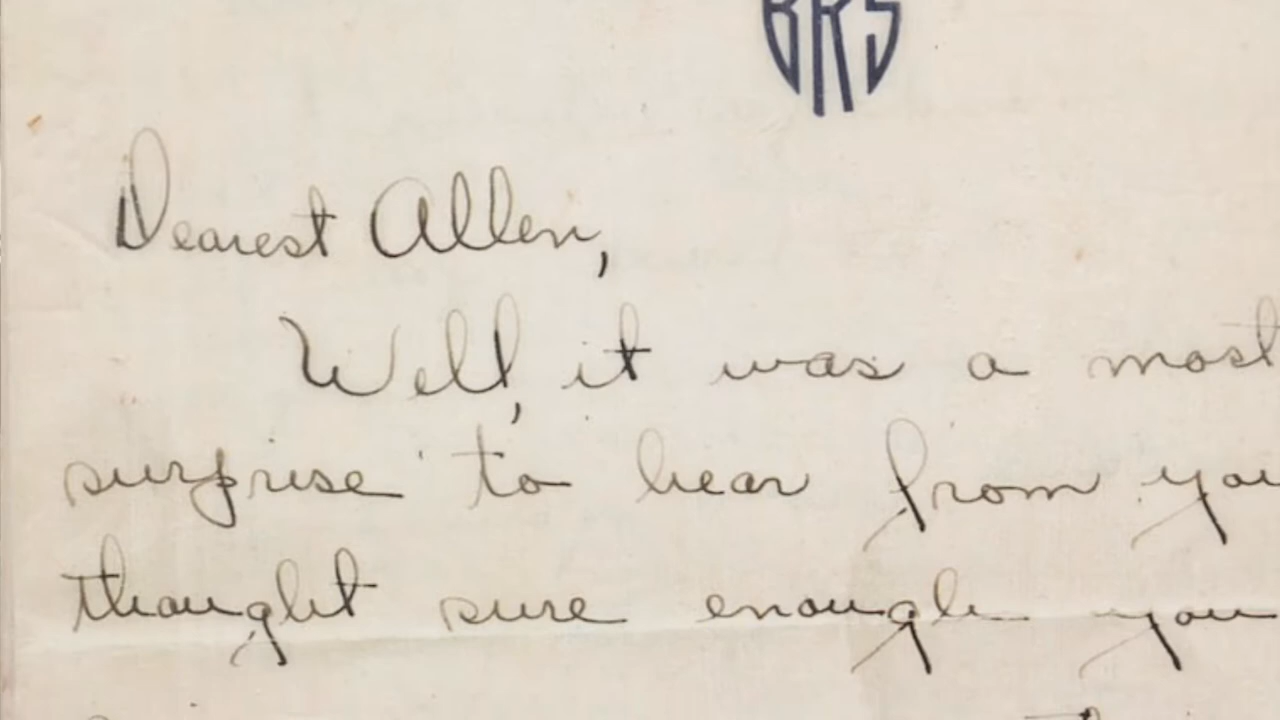 BRS
Dearest Allen,
Well, it was a most
surprise to hear from you
thought sure enough you